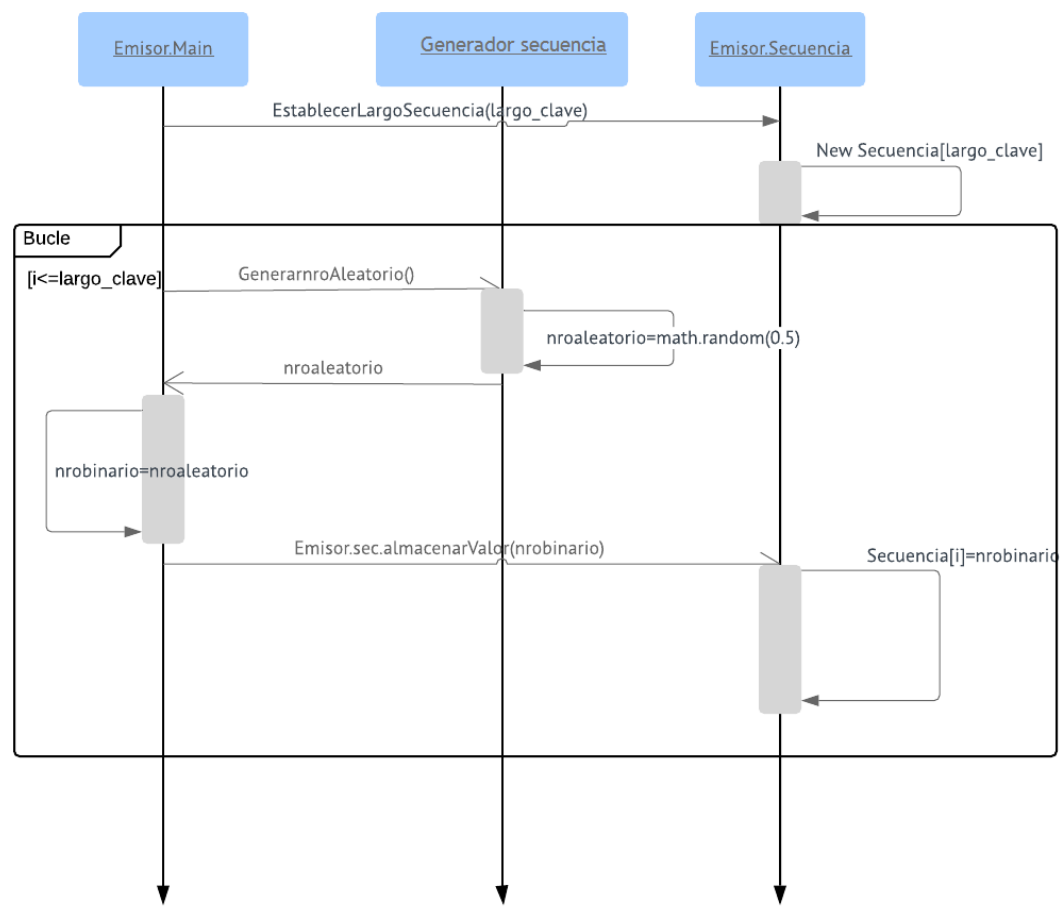 Emisor.Main
Generador secuencia
Emisor.Secuencia
EstablecerLargoSecuencia(largo_clave)
New Secuencia[largo_clave]
Bucle
[i<=largo_clave]
GenerarnroAleatorio()
nroaleatorio=math.random(0.5)
nroaleatorio
nrobinario=nroaleatorio
Emisor.sec.almacenarValor(nrobinario)
Secuencia[i]=nrobinario